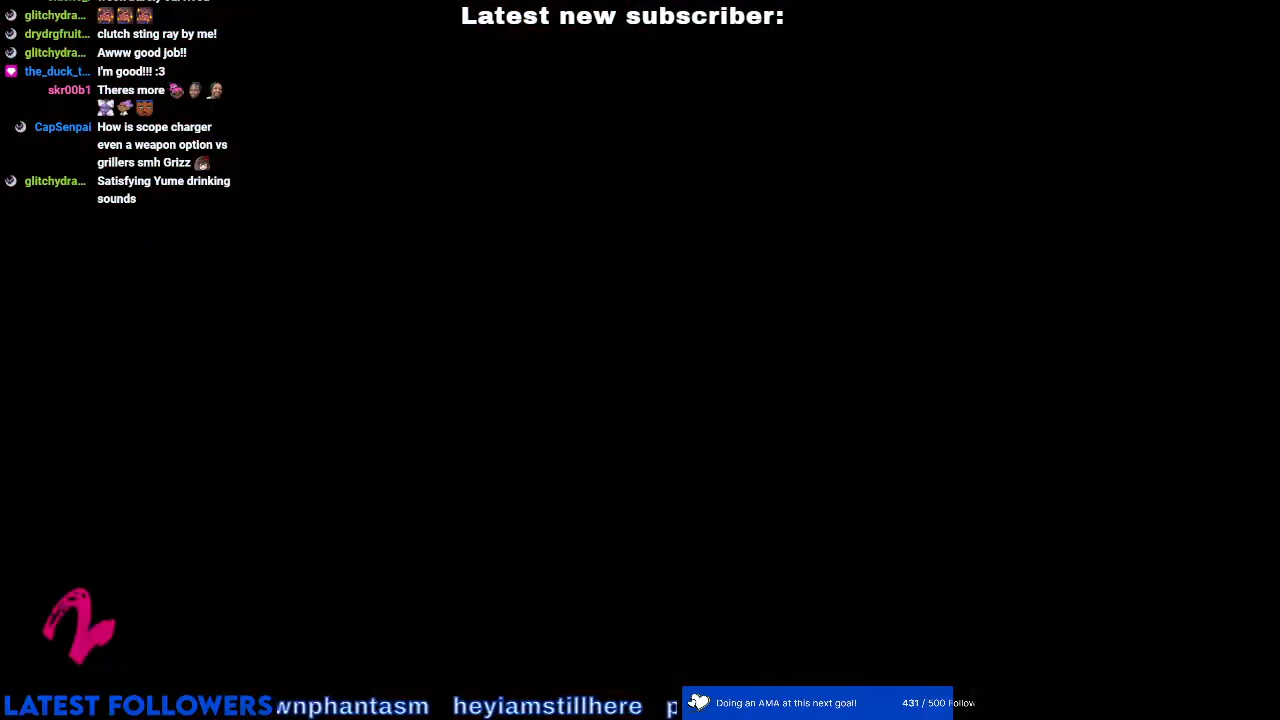 Latest new subscriber:
glitchydra...
drydrgfruit... clutch sting ray by me!
glitchydra... Awww good job!!
the_duck_t... I'm good!!! :3
skr00b1 Theres more
CapSenpai How is scope charger
even a weapon option vs
grillers smh Grizz
glitchydra... Satisfying Yume drinking
sounds
LATEST FOLLOWERS wnphantasm heyiamstillhere
Doing an AMA at this next goal! 431 / 500 Follow